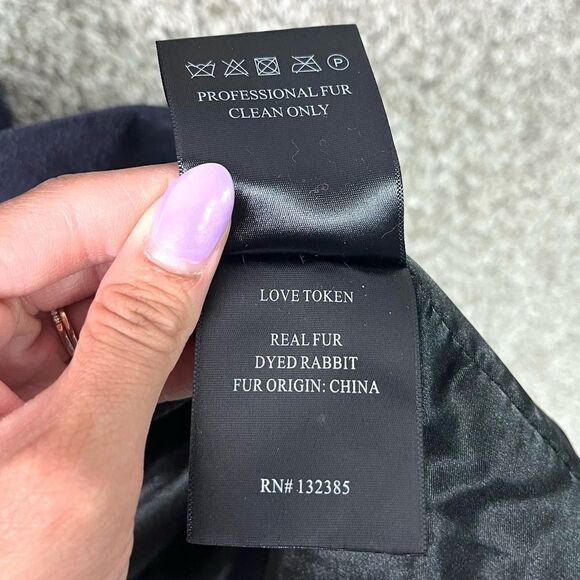 P
PROFESSIONAL FUR
CLEAN ONLY
LOVE TOKEN
REAL FUR
DYED RABBIT
FUR ORIGIN: CHINA
RN# 132385